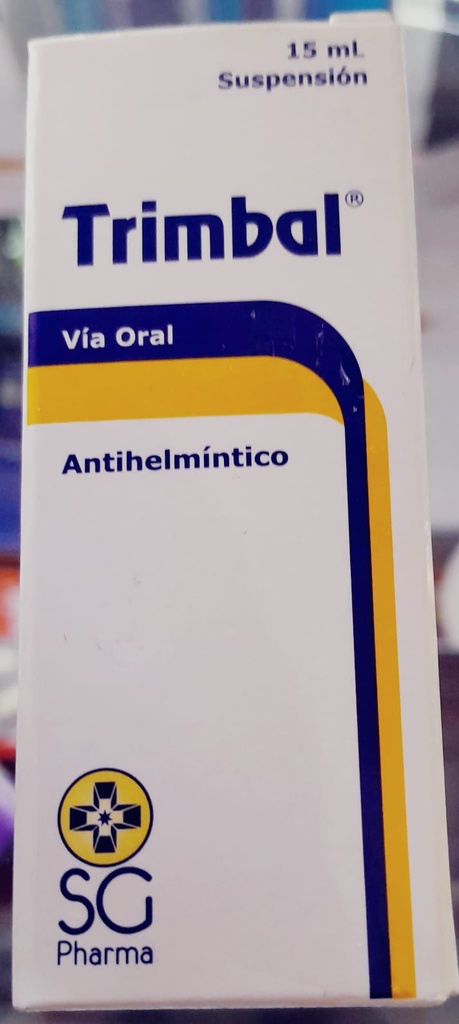 15 mL
Suspensión
Trimbal®
Vía Oral
Antihelmíntico
SG
Pharma